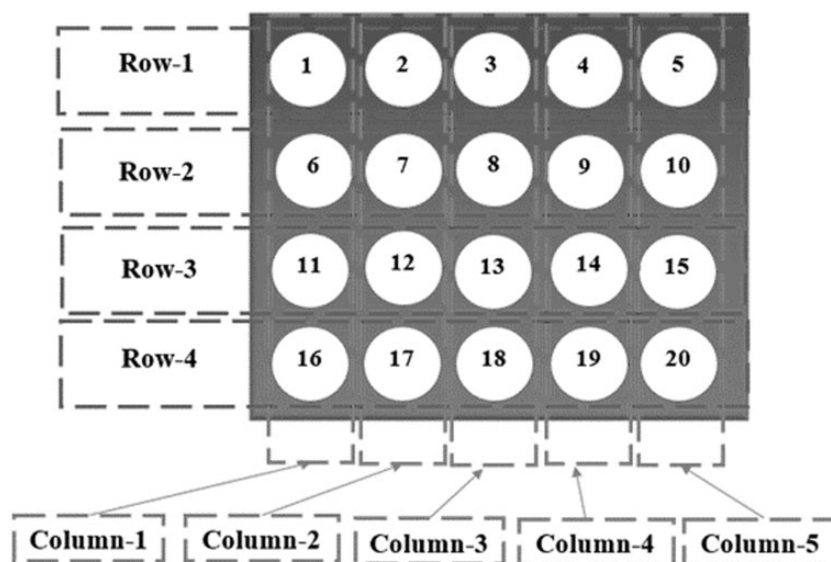 Row-1 1 2 3 4 5
Row-2 6 7 8 9 10
Row-3 11 12 13 14 15
Row-4 16 17 18 19 20
Column-1 Column-2 Column-3 Column-4 Column-5